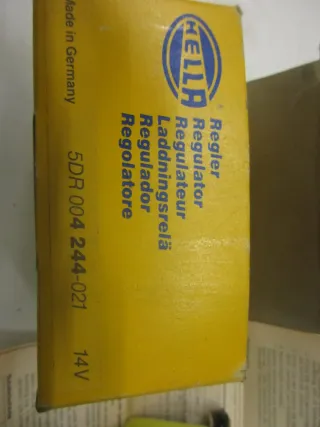 HELLA
Regler
Regulator
Regulateur
Laddningsrelä
Regulador
Regolatore
Made in Germany
5DR 004 244-021 14V